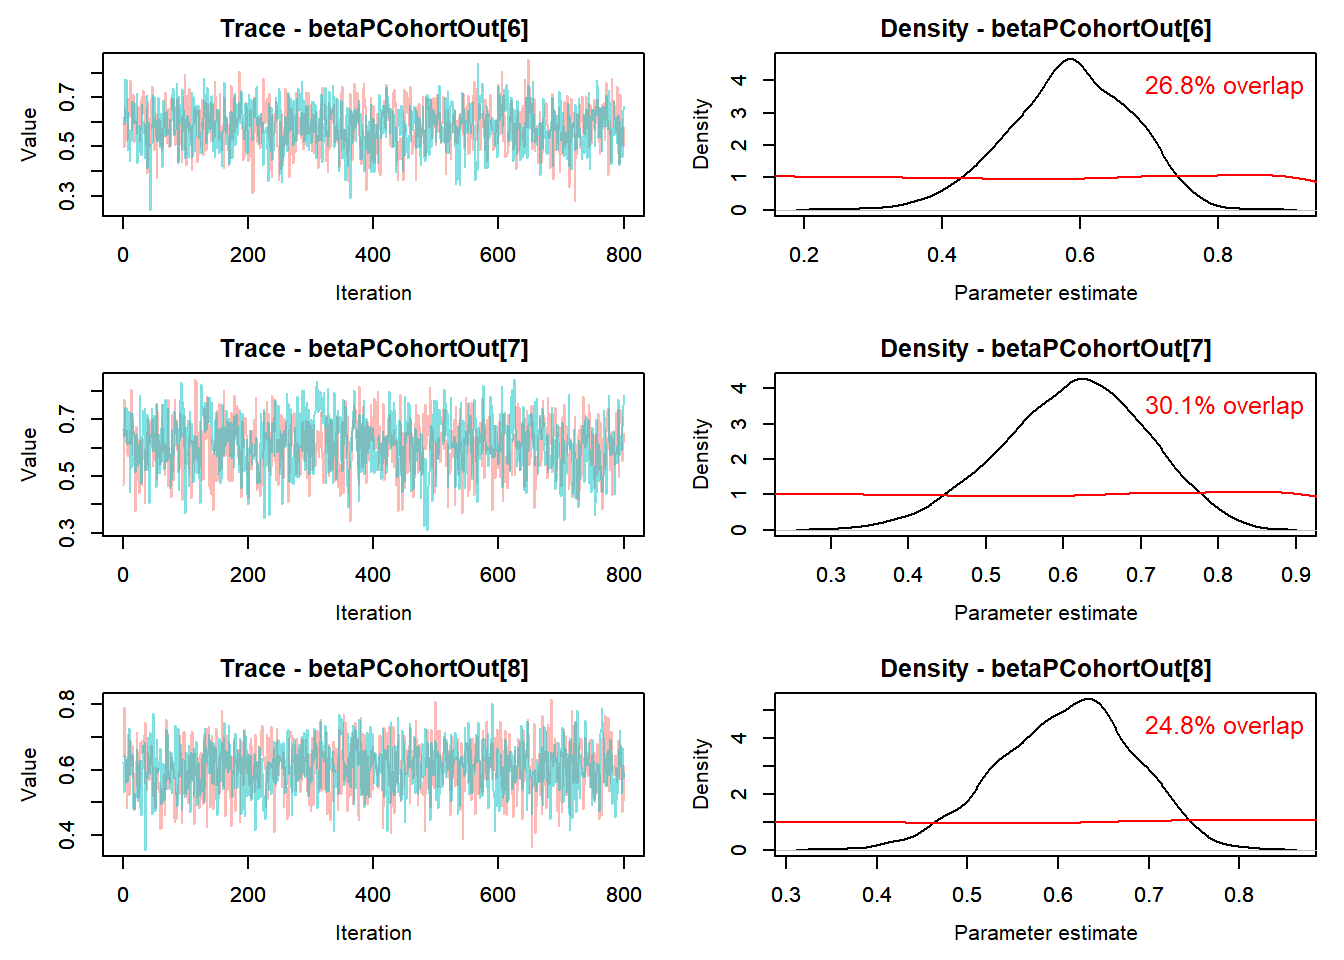 Trace - betaPCohortOut[6]
Value
0.3 0.5 0.7
0 200 400 600 800
Iteration
Density - betaPCohortOut[6]
26.8% overlap
Density
0 1 2 3 4
0.2 0.4 0.6 0.8
Parameter estimate
Trace - betaPCohortOut[7]
Value
0.3 0.5 0.7
0 200 400 600 800
Iteration
Density - betaPCohortOut[7]
30.1% overlap
Density
0 1 2 3 4
0.3 0.4 0.5 0.6 0.7 0.8 0.9
Parameter estimate
Trace - betaPCohortOut[8]
Value
0.4 0.6 0.8
0 200 400 600 800
Iteration
Density - betaPCohortOut[8]
24.8% overlap
Density
0 2 4
0.3 0.4 0.5 0.6 0.7 0.8
Parameter estimate